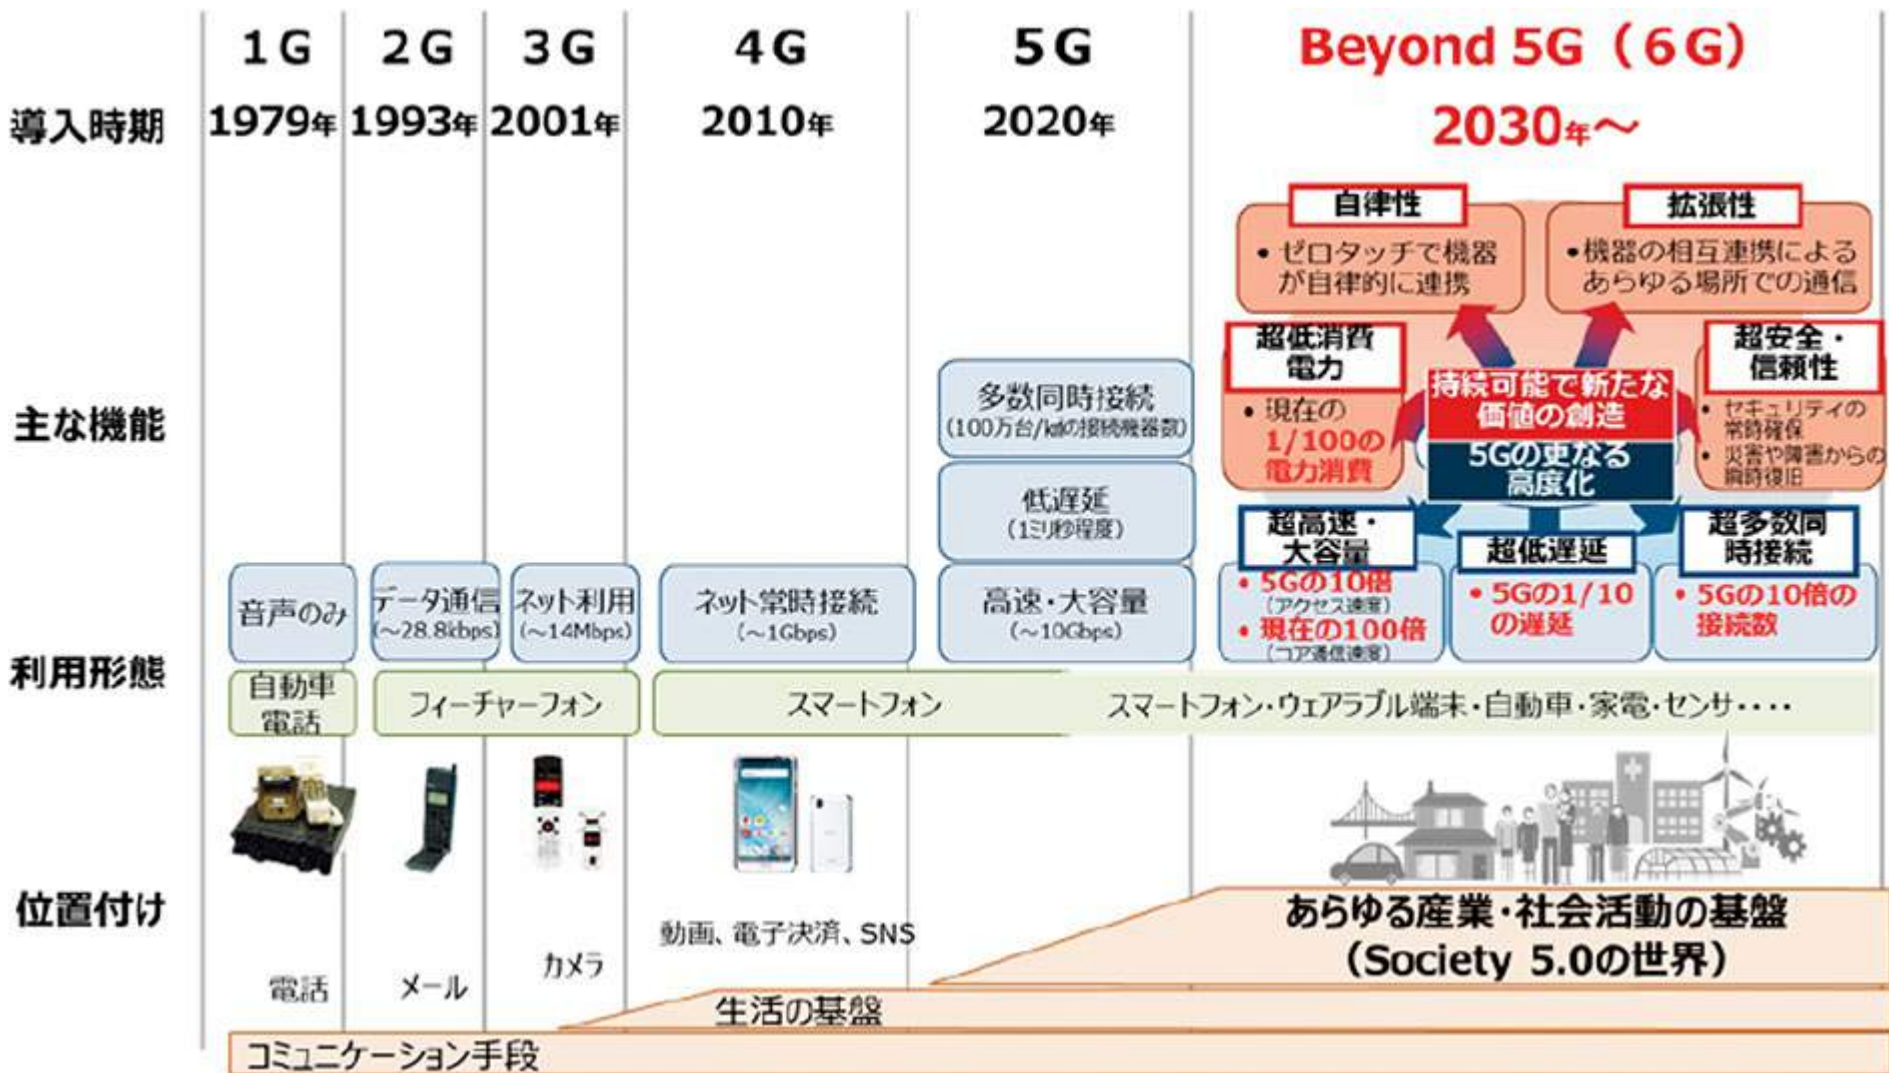 1G
2G
3G
4G
5G
Beyond 5G（6G）
導入時期
1979年
1993年
2001年
2010年
2020年
2030年～
主な機能
音声のみ
データ通信
(～28.8kbps)
ネット利用
(～14Mbps)
ネット常時接続
(～1Gbps)
多数同時接続
(100万台/㎢の接続機器数)
低遅延
(1ミリ秒程度)
高速・大容量
(～10Gbps)
自律性
• ゼロタッチで機器
が自律的に連携
拡張性
• 機器の相互連携による
あらゆる場所での通信
超低消費
電力
• 現在の
1/100の
電力消費
持続可能で新たな
価値の創造
5Gの更なる
高度化
超安全・
信頼性
• セキュリティの
常時確保
• 災害や障害からの
瞬時復旧
超高速・
大容量
• 5Gの10倍
(アクセス速度)
• 現在の100倍
(コア通信速度)
超低遅延
• 5Gの1/10
の遅延
超多数同
時接続
• 5Gの10倍の
接続数
利用形態
自動車
電話
フィーチャーフォン
スマートフォン
スマートフォン・ウェアラブル端末・自動車・家電・センサ・・・・
位置付け
電話
メール
カメラ
動画、電子決済、SNS
あらゆる産業・社会活動の基盤
（Society 5.0の世界）
生活の基盤
コミュニケーション手段